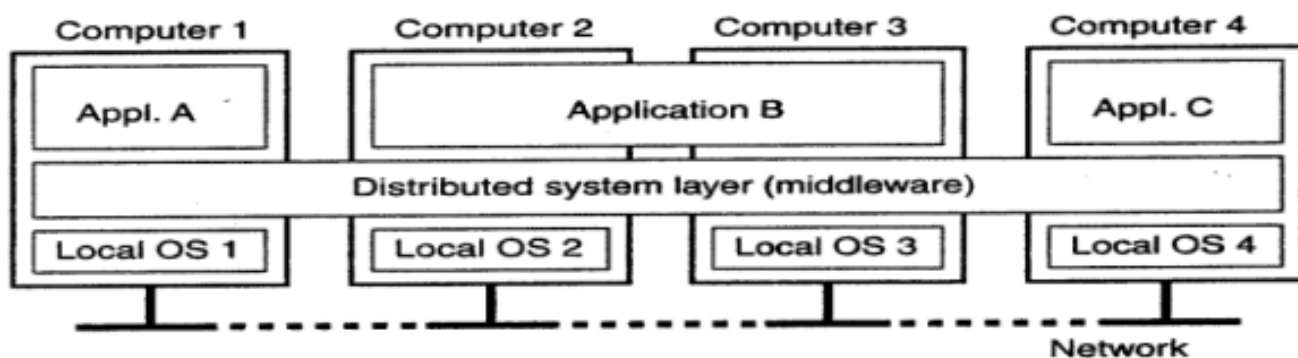 Computer 1 Computer 2 Computer 3 Computer 4
Appl. A Application B Appl. C
Distributed system layer (middleware)
Local OS 1 Local OS 2 Local OS 3 Local OS 4
Network